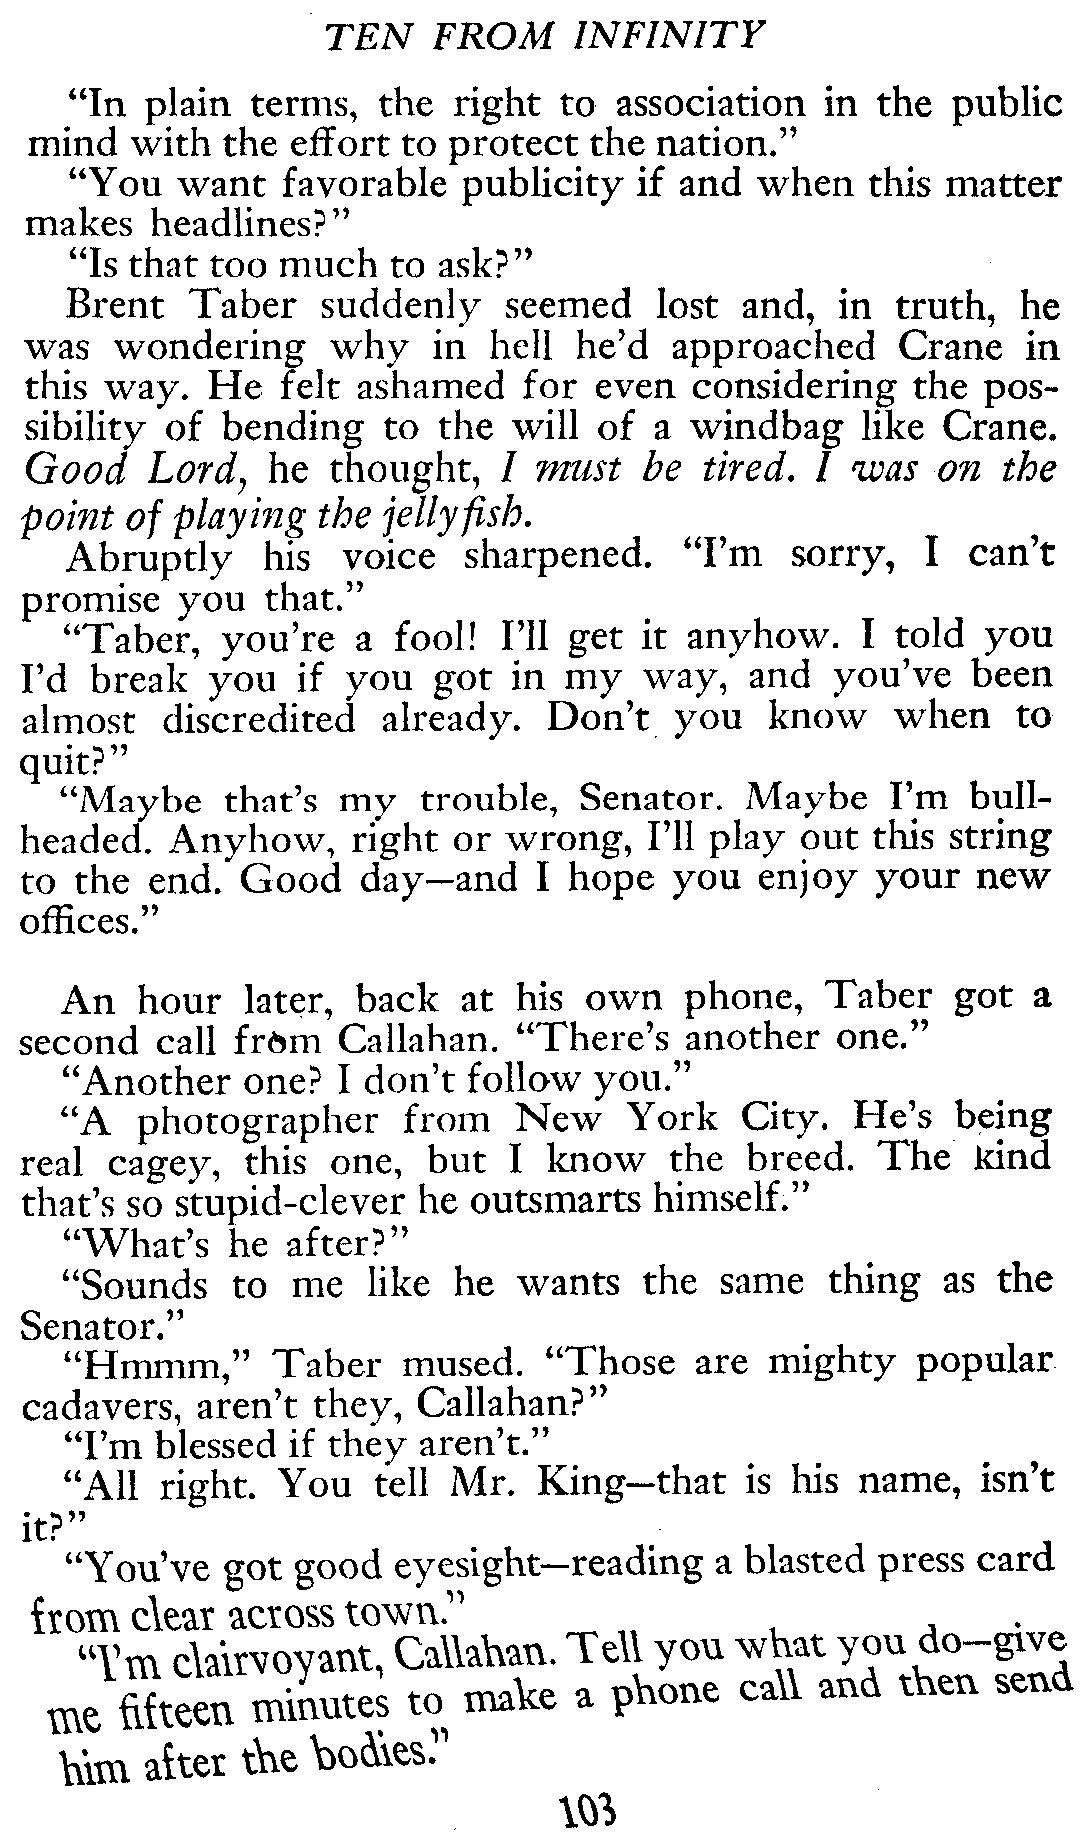 TEN FROM INFINITY
“In plain terms, the right to association in the public
mind with the effort to protect the nation.”
“You want favorable publicity if and when this matter
makes headlines?”
“Is that too much to ask?”
Brent Taber suddenly seemed lost and, in truth, he
was wondering why in hell he’d approached Crane in
this way. He felt ashamed for even considering the pos-
sibility of bending to the will of a windbag like Crane.
Good Lord, he thought, I must be tired. I was on the
point of playing the jellyfish.
Abruptly his voice sharpened. “I’m sorry, I can’t
promise you that.”
“Taber, you’re a fool! I’ll get it anyhow. I told you
I’d break you if you got in my way, and you’ve been
almost discredited already. Don’t you know when to
quit?”
“Maybe that’s my trouble, Senator. Maybe I’m bull-
headed. Anyhow, right or wrong, I’ll play out this string
to the end. Good day—and I hope you enjoy your new
offices.”
An hour later, back at his own phone, Taber got a
second call from Callahan. “There’s another one.”
“Another one? I don’t follow you.”
“A photographer from New York City. He’s being
real cagey, this one, but I know the breed. The kind
that’s so stupid-clever he outsmarts himself.”
“What’s he after?”
“Sounds to me like he wants the same thing as the
Senator.”
“Hmmm,” Taber mused. “Those are mighty popular
cadavers, aren’t they, Callahan?”
“I’m blessed if they aren’t.”
“All right. You tell Mr. King—that is his name, isn’t
it?”
“You’ve got good eyesight—reading a blasted press card
from clear across town.”
“I’m clairvoyant, Callahan. Tell you what you do—give
me fifteen minutes to make a phone call and then send
him after the bodies.”
103